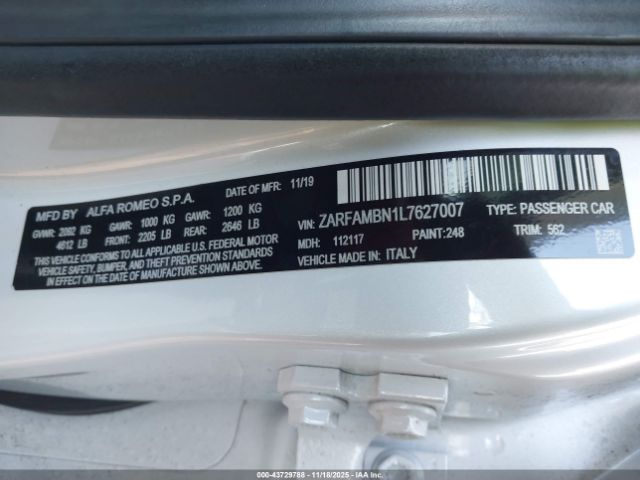 MFD BY ALFA ROMEO S.P.A. DATE OF MFR: 11/19
GVWR: 2082 KG GAWR: 1000 KG GAWR: 1200 KG
4812 LB FRONT: 2205 LB REAR: 2646 LB
THIS VEHICLE CONFORMS TO ALL APPLICABLE U.S. FEDERAL MOTOR
VEHICLE SAFETY, BUMPER, AND THEFT PREVENTION STANDARDS
IN EFFECT ON THE DATE OF MANUFACTURE SHOWN ABOVE.
VIN: ZARFAMBN1L7627007 TYPE: PASSENGER CAR
MDH: 112117 PAINT:248 TRIM: 562
VEHICLE MADE IN: ITALY
000-43729788 — 11/18/2025 — IAA Inc.